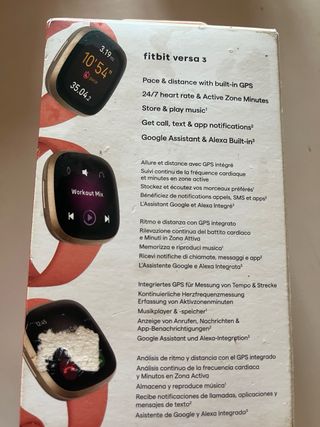 fitbit versa 3
Pace & distance with built-in GPS
24/7 heart rate & Active Zone Minutes
Store & play music¹
Get call, text & app notifications²
Google Assistant & Alexa Built-in³
Allure et distance avec GPS intégré
Suivi continu de la fréquence cardiaque
et minutes en zone active
Stockez et écoutez vos morceaux préférés¹
Bénéficiez de notifications appels, SMS et apps²
L'Assistant Google et Alexa Intégré³
Ritmo e distanza con GPS integrato
Rilevazione continua del battito cardiaco
e Minuti in Zona Attiva
Memorizza e riproduci musica¹
Ricevi notifiche di chiamate, messaggi e app²
L'Assistente Google e Alexa Integrato³
Integriertes GPS für Messung von Tempo & Strecke
Kontinuierliche Herzfrequenzmessung
Erfassung von Aktivzonenminuten
Musikplayer & -speicher¹
Anzeige von Anrufen, Nachrichten &
App-Benachrichtigungen²
Google Assistant und Alexa-Integration³
Análisis de ritmo y distancia con el GPS integrado
Análisis continuo de la frecuencia cardiaca
y Minutos en Zona Activa
Almacena y reproduce música¹
Recibe notificaciones de llamadas, aplicaciones y
mensajes de texto²
Asistente de Google y Alexa Integrado³
3.19
10'54"
35:04
Workout Mix
12:45